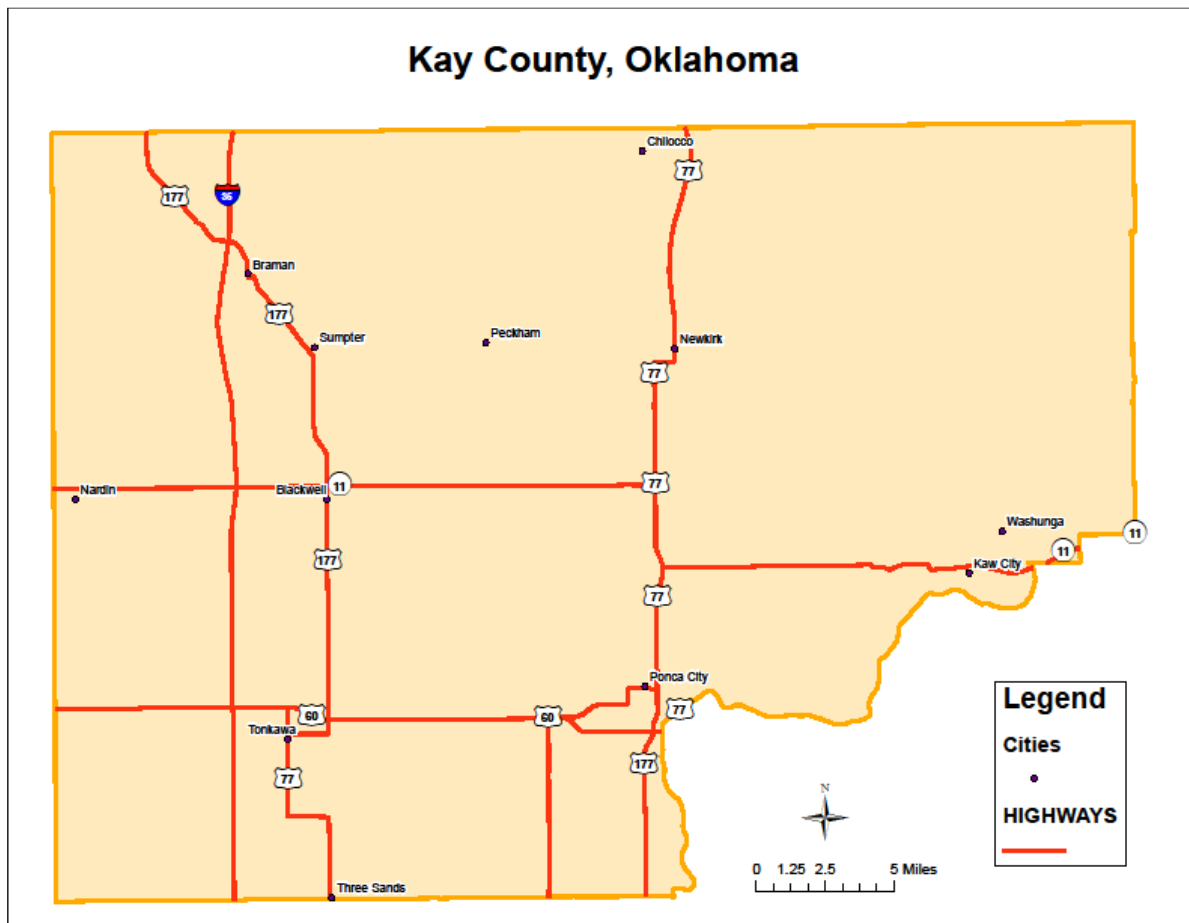 Kay County, Oklahoma
Chilocco
77
177
35
Braman
177
Sumpter
Peckham
Newkirk
77
Nardin
Blackwell
11
77
Washunga
11
11
177
Kaw City
77
Ponca City
60
60
77
Tonkawa
77
177
Three Sands
Legend
Cities
HIGHWAYS
N
0 1.25 2.5 5 Miles